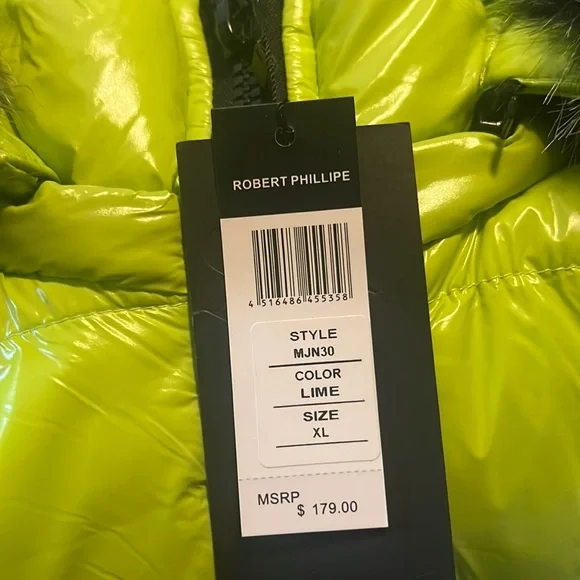 ROBERT PHILLIPE
4 516486 455358
STYLE
MJN30
COLOR
LIME
SIZE
XL
MSRP
$ 179.00